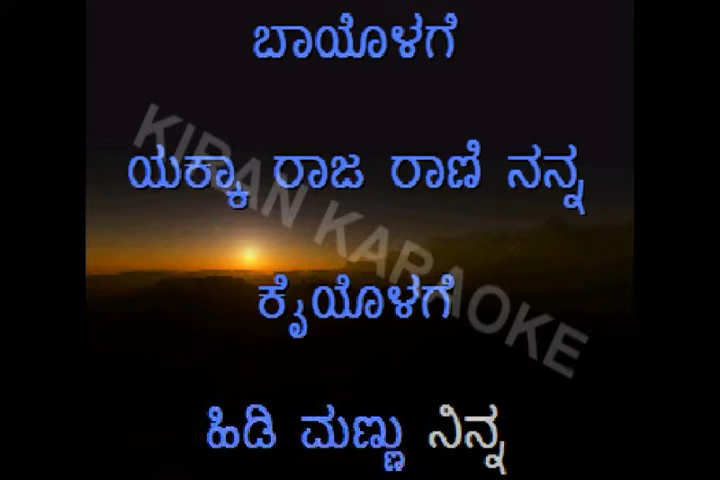 ಬಾಯೊಳಗೆ
ಯಕ್ಕಾ ರಾಜ ರಾಣಿ ನನ್ನ
ಕೈಯೊಳಗೆ
ಹಿಡಿ ಮಣ್ಣು ನಿನ್ನ
KIRAN KARAOKE